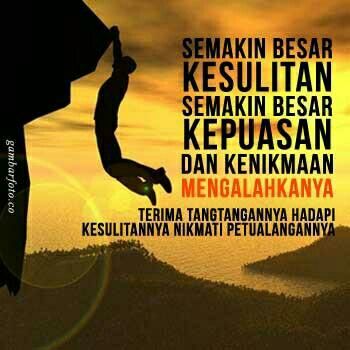 SEMAKIN BESAR
KESULITAN
SEMAKIN BESAR
KEPUASAN
DAN KENIKMAAN
MENGALAHKANYA
TERIMA TANGTANGANNYA HADAPI
KESULITANNYA NIKMATI PETUALANGANNYA
gambarfoto.co